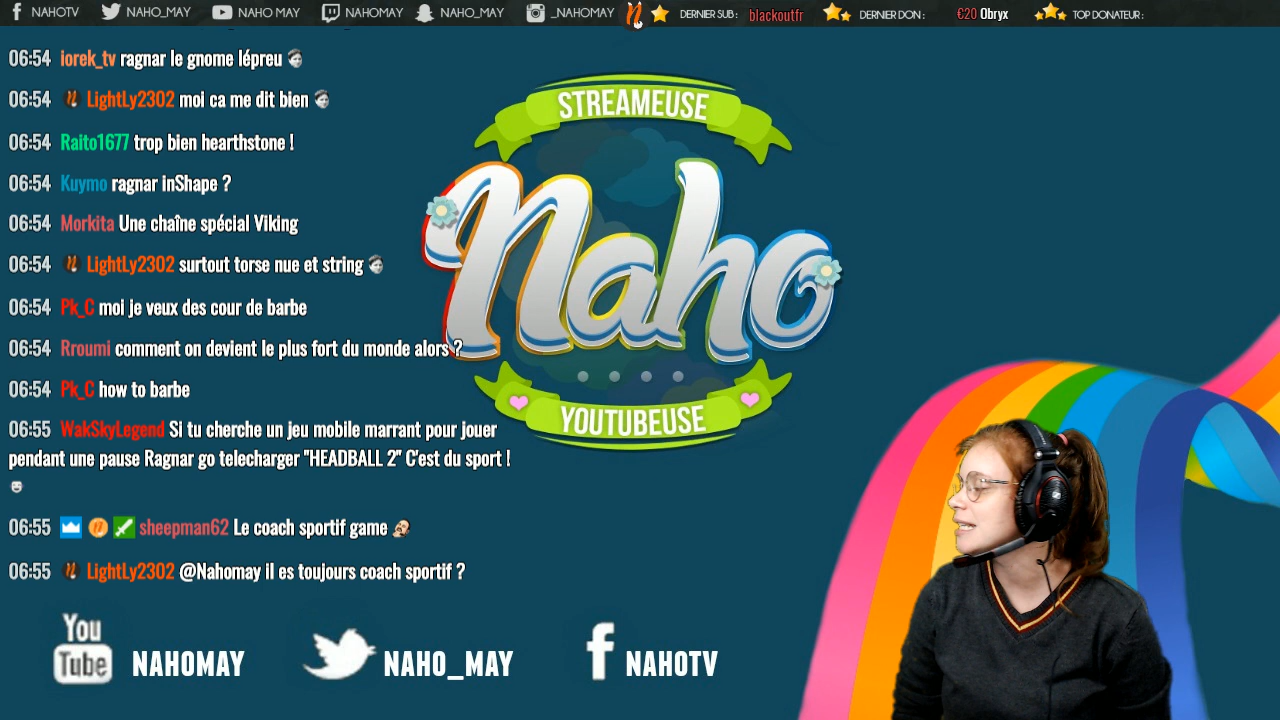 NAHOTV NAHO_MAY NAHO MAY NAHOMAY NAHO_MAY _NAHOMAY DERNIER SUB : blackoutfr DERNIER DON : €20 Obryx TOP DONATEUR :
06:54 iorek_tv ragnar le gnome lépreu
06:54 LightLy2302 moi ca me dit bien
06:54 Raito1677 trop bien hearthstone !
06:54 Kuymo ragnar inShape ?
06:54 Morkita Une chaîne spécial Viking
06:54 LightLy2302 surtout torse nue et string
06:54 Pk_C moi je veux des cour de barbe
06:54 Rroumi comment on devient le plus fort du monde alors ?
06:54 Pk_C how to barbe
06:55 WakSkyLegend Si tu cherche un jeu mobile marrant pour jouer
pendant une pause Ragnar go telecharger "HEADBALL 2" C'est du sport !
06:55 sheepman62 Le coach sportif game
06:55 LightLy2302 @Nahomay il es toujours coach sportif ?
STREAMEUSE
Naho
YOUTUBEUSE
You
Tube NAHOMAY NAHO_MAY NAHOTV